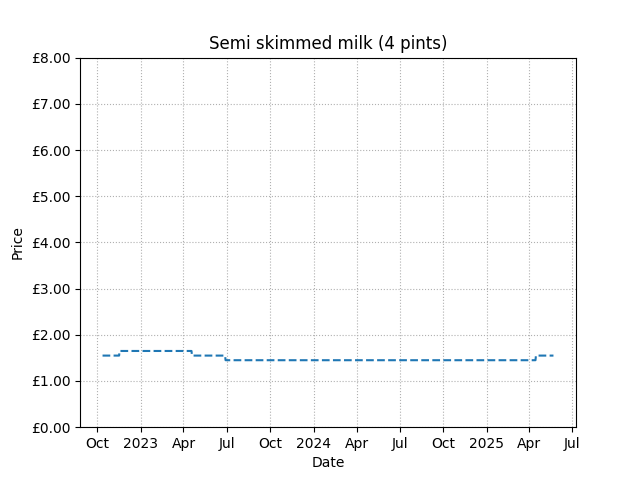 Semi skimmed milk (4 pints)
£8.00
£7.00
£6.00
£5.00
£4.00
£3.00
£2.00
£1.00
£0.00
Price
Oct 2023 Apr Jul Oct 2024 Apr Jul Oct 2025 Apr Jul
Date